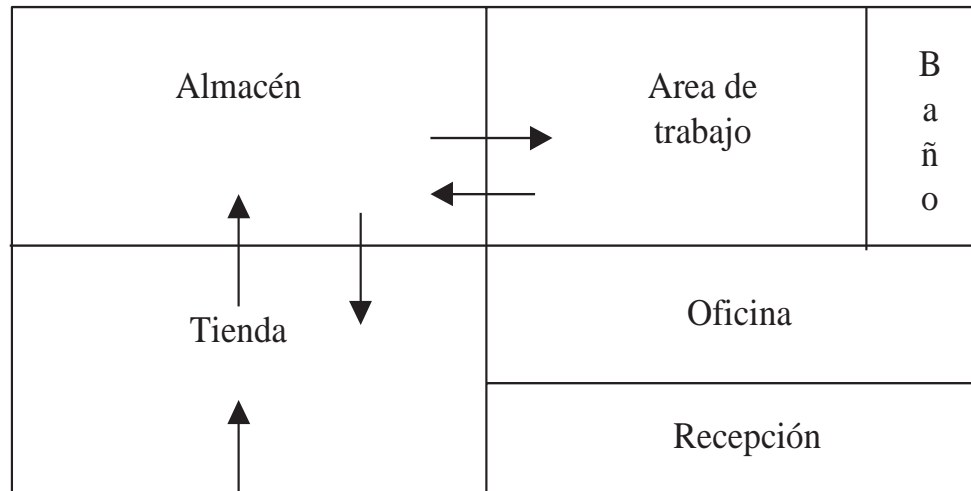 Almacén
Area de
trabajo
B
a
ñ
o
Tienda
Oficina
Recepción